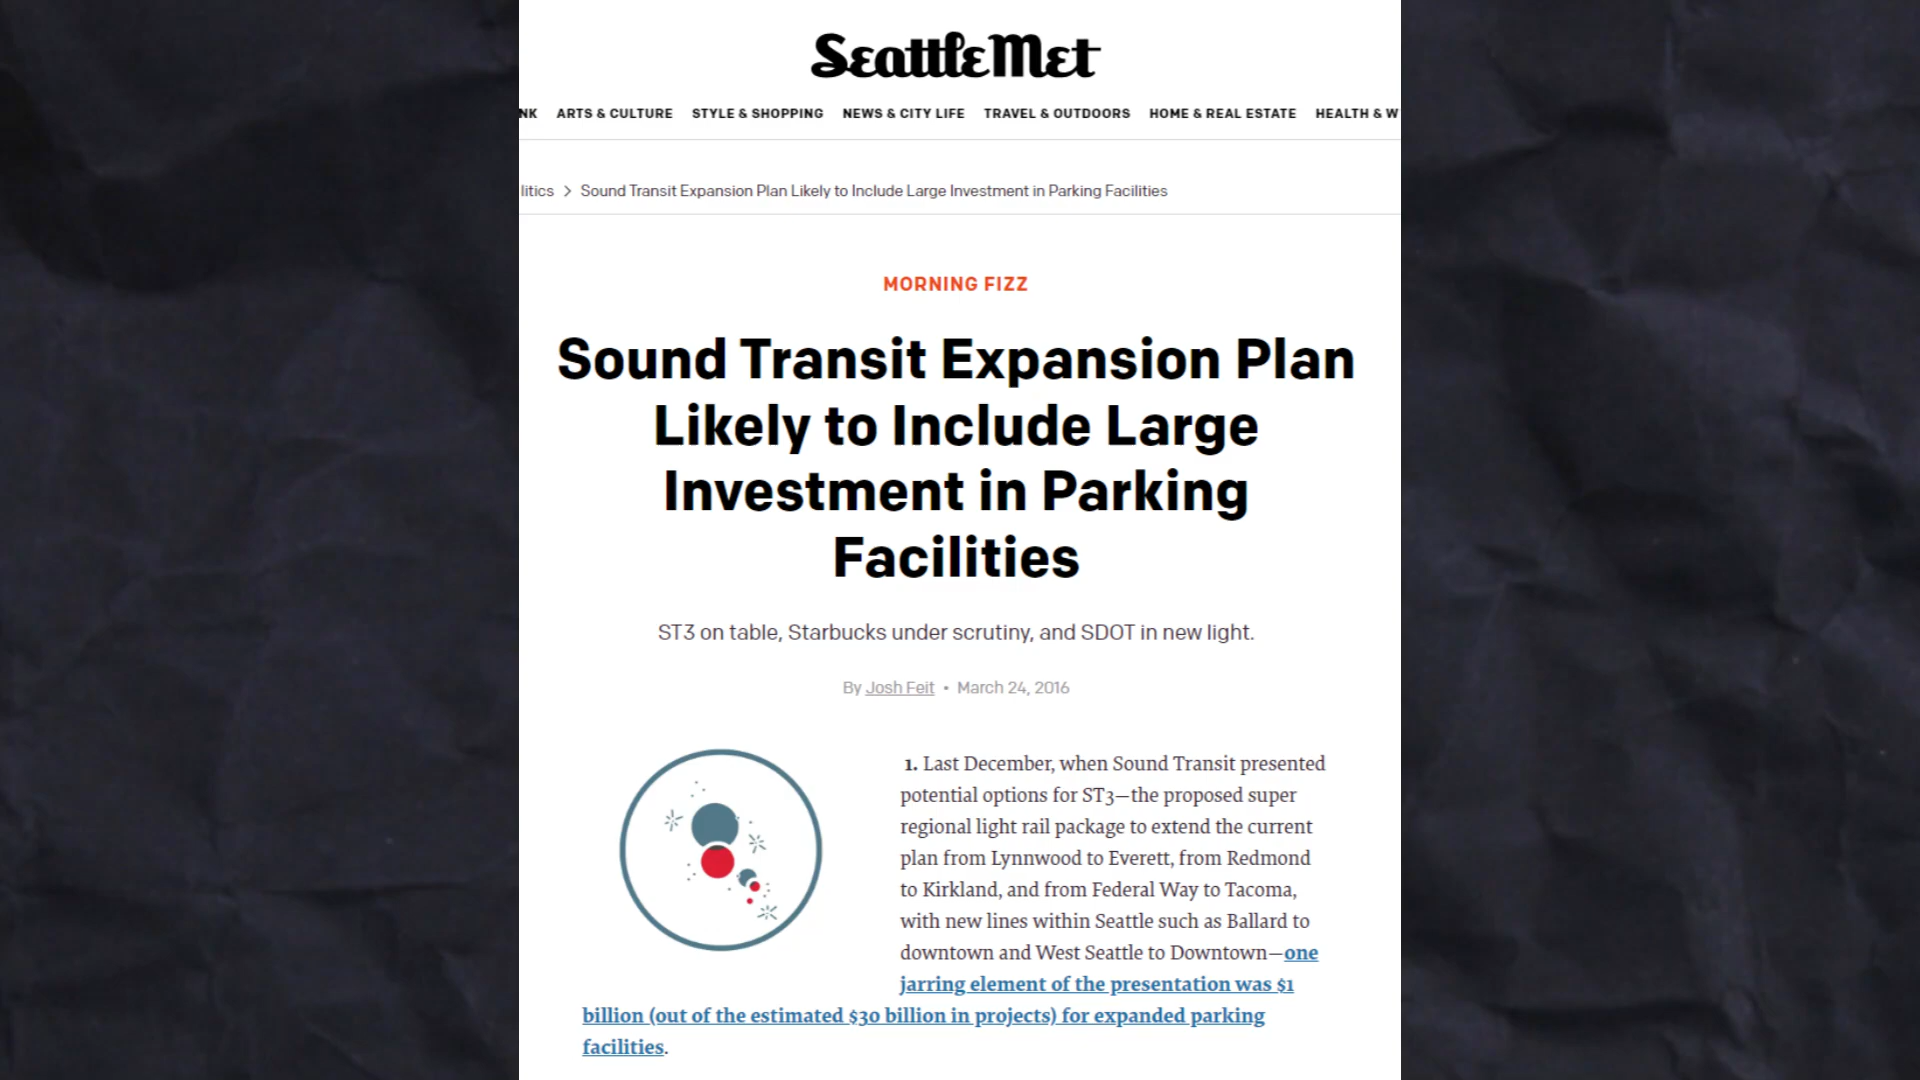 Seattle Met
NK ARTS & CULTURE STYLE & SHOPPING NEWS & CITY LIFE TRAVEL & OUTDOORS HOME & REAL ESTATE HEALTH & W
litics > Sound Transit Expansion Plan Likely to Include Large Investment in Parking Facilities
MORNING FIZZ
Sound Transit Expansion Plan
Likely to Include Large
Investment in Parking
Facilities
ST3 on table, Starbucks under scrutiny, and SDOT in new light.
By Josh Feit • March 24, 2016
1. Last December, when Sound Transit presented
potential options for ST3—the proposed super
regional light rail package to extend the current
plan from Lynnwood to Everett, from Redmond
to Kirkland, and from Federal Way to Tacoma,
with new lines within Seattle such as Ballard to
downtown and West Seattle to Downtown—one
jarring element of the presentation was $1
billion (out of the estimated $30 billion in projects) for expanded parking
facilities.